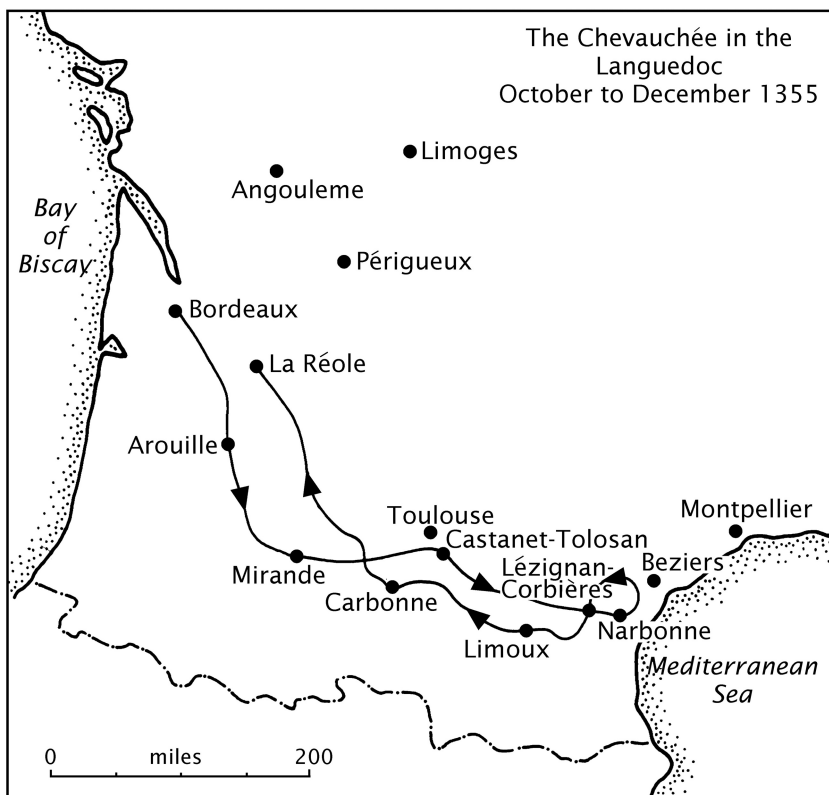 The Chevauchée in the
Languedoc
October to December 1355
Limoges
Angouleme
Bay
of
Biscay
Périgueux
Bordeaux
La Réole
Arouille
Toulouse
Montpellier
Castanet-Tolosan
Lézignan-
Corbières
Beziers
Mirande
Carbonne
Narbonne
Limoux
Mediterranean
Sea
0 miles 200